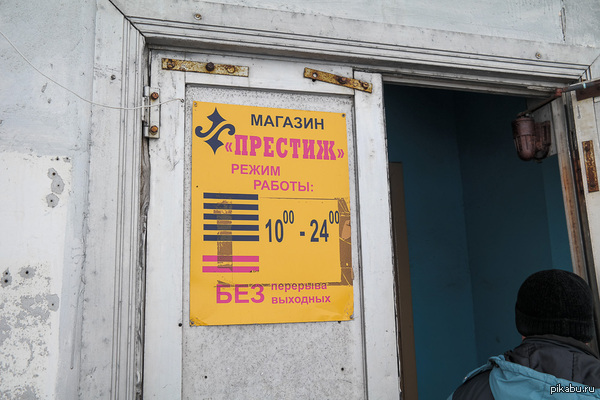 МАГАЗИН
«ПРЕСТИЖ»
РЕЖИМ
РАБОТЫ:
10⁰⁰ - 24⁰⁰
БЕЗ перерыва
выходных
pikabu.ru